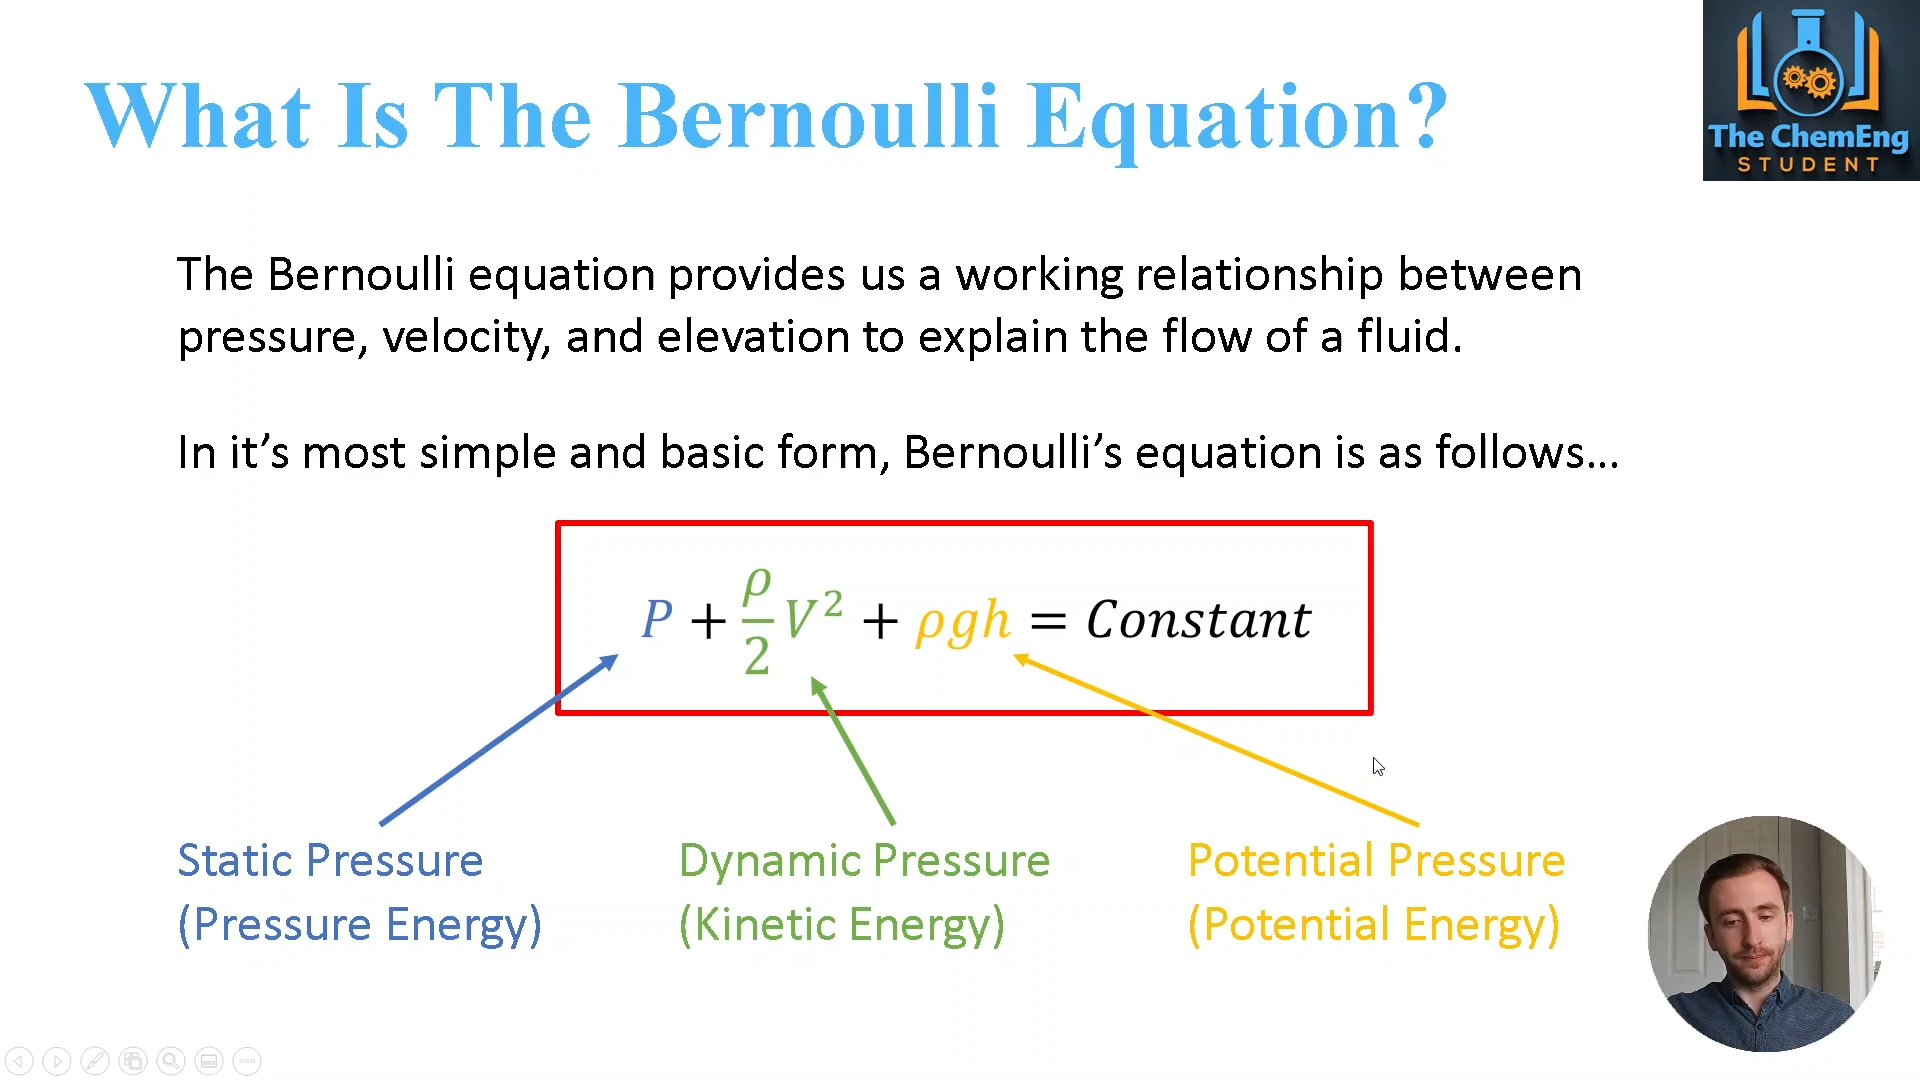 What Is The Bernoulli Equation?
The ChemEng
STUDENT
The Bernoulli equation provides us a working relationship between
pressure, velocity, and elevation to explain the flow of a fluid.
In it’s most simple and basic form, Bernoulli’s equation is as follows...
P + ρ/2 V² + ρgh = Constant
Static Pressure
(Pressure Energy)
Dynamic Pressure
(Kinetic Energy)
Potential Pressure
(Potential Energy)